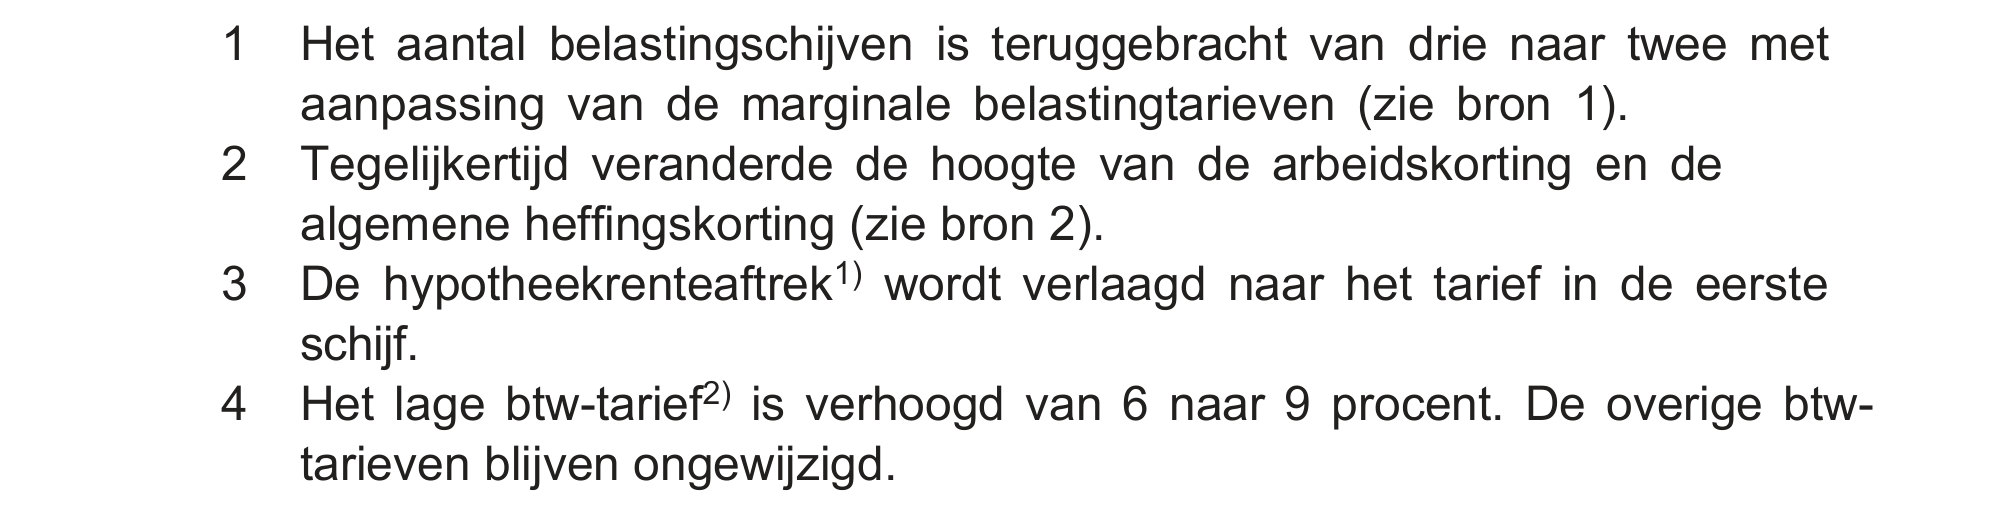 1 Het aantal belastingschijven is teruggebracht van drie naar twee met
aanpassing van de marginale belastingtarieven (zie bron 1).
2 Tegelijkertijd veranderde de hoogte van de arbeidskorting en de
algemene heffingskorting (zie bron 2).
3 De hypotheekrenteaftrek1) wordt verlaagd naar het tarief in de eerste
schijf.
4 Het lage btw-tarief2) is verhoogd van 6 naar 9 procent. De overige btw-
tarieven blijven ongewijzigd.